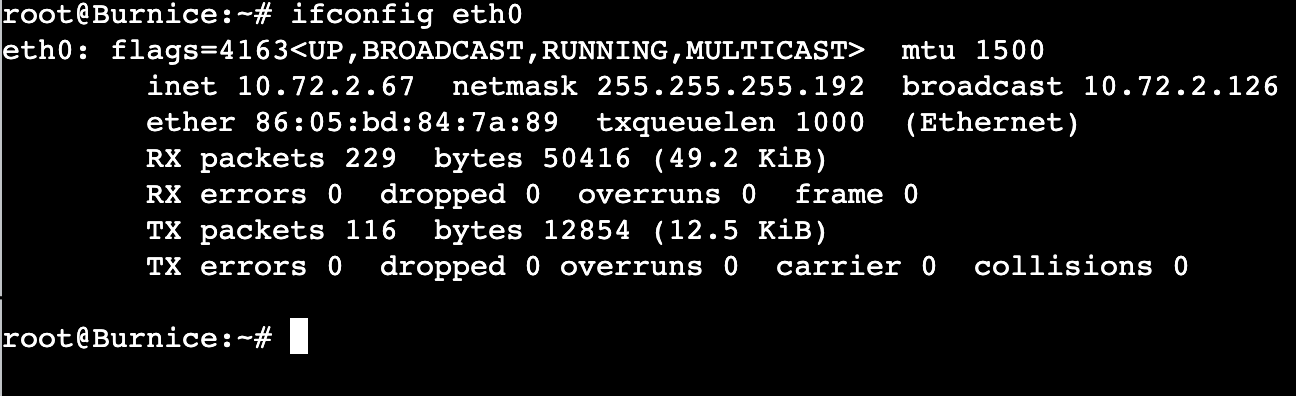 root@Burnice:~# ifconfig eth0
eth0: flags=4163<UP,BROADCAST,RUNNING,MULTICAST>  mtu 1500
        inet 10.72.2.67  netmask 255.255.255.192  broadcast 10.72.2.126
        ether 86:05:bd:84:7a:89  txqueuelen 1000  (Ethernet)
        RX packets 229  bytes 50416 (49.2 KiB)
        RX errors 0  dropped 0  overruns 0  frame 0
        TX packets 116  bytes 12854 (12.5 KiB)
        TX errors 0  dropped 0 overruns 0  carrier 0  collisions 0
root@Burnice:~#